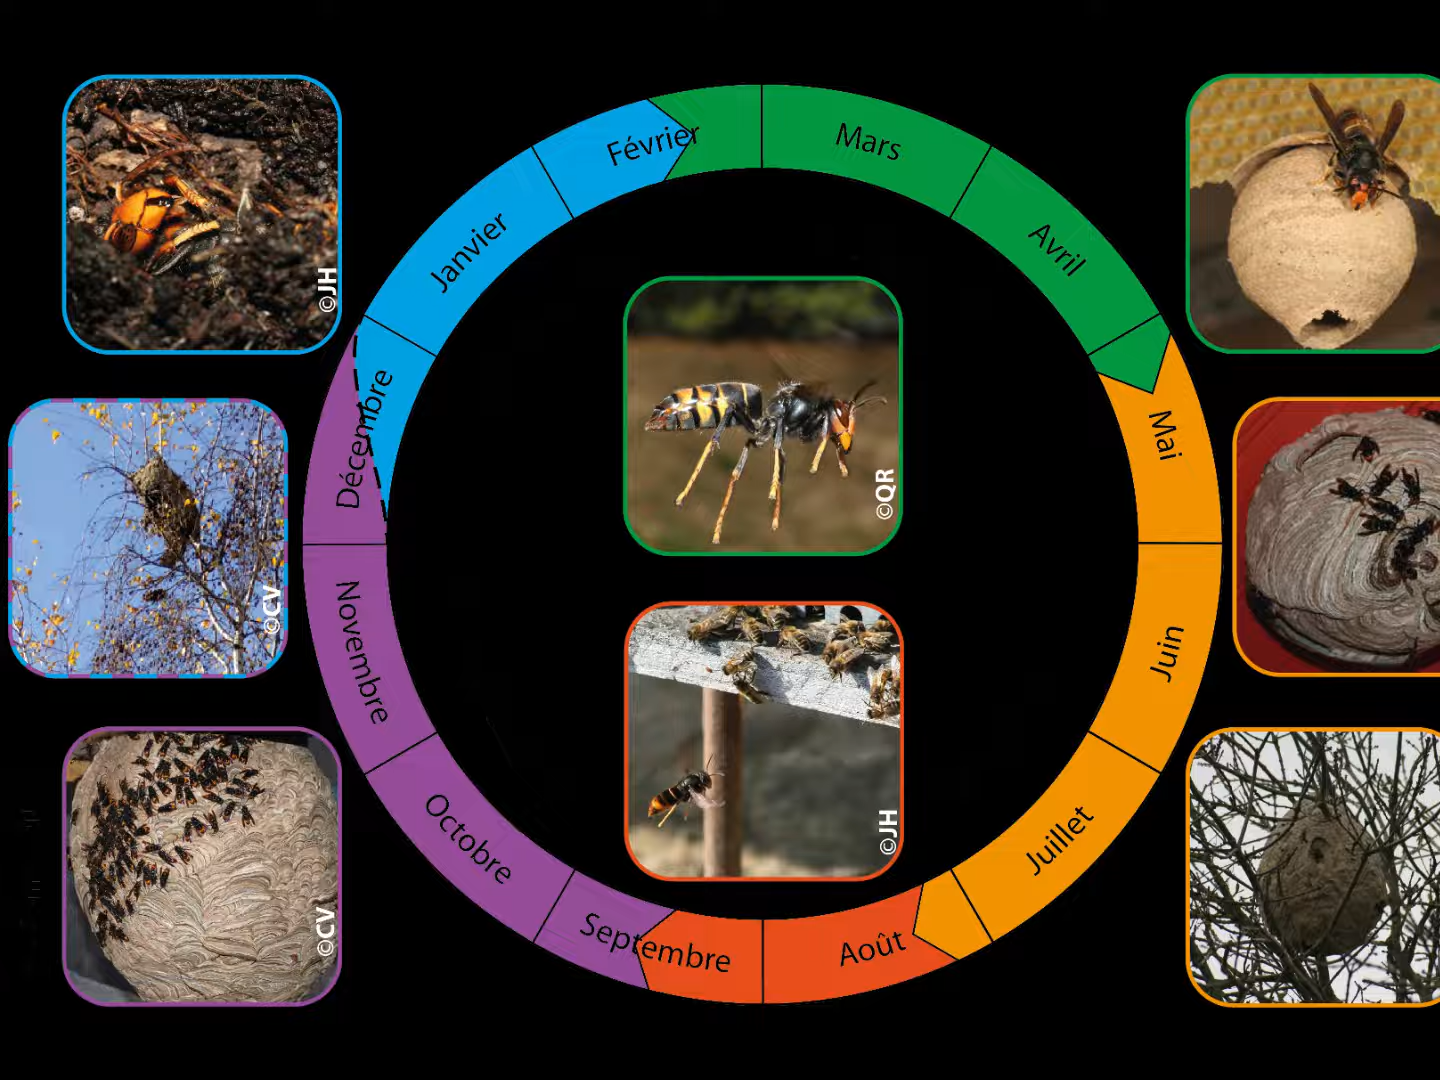 Janvier
Février
Mars
Avril
Mai
Juin
Juillet
Août
Septembre
Octobre
Novembre
Décembre
©JH
©QR
©CV
©JH
©CV